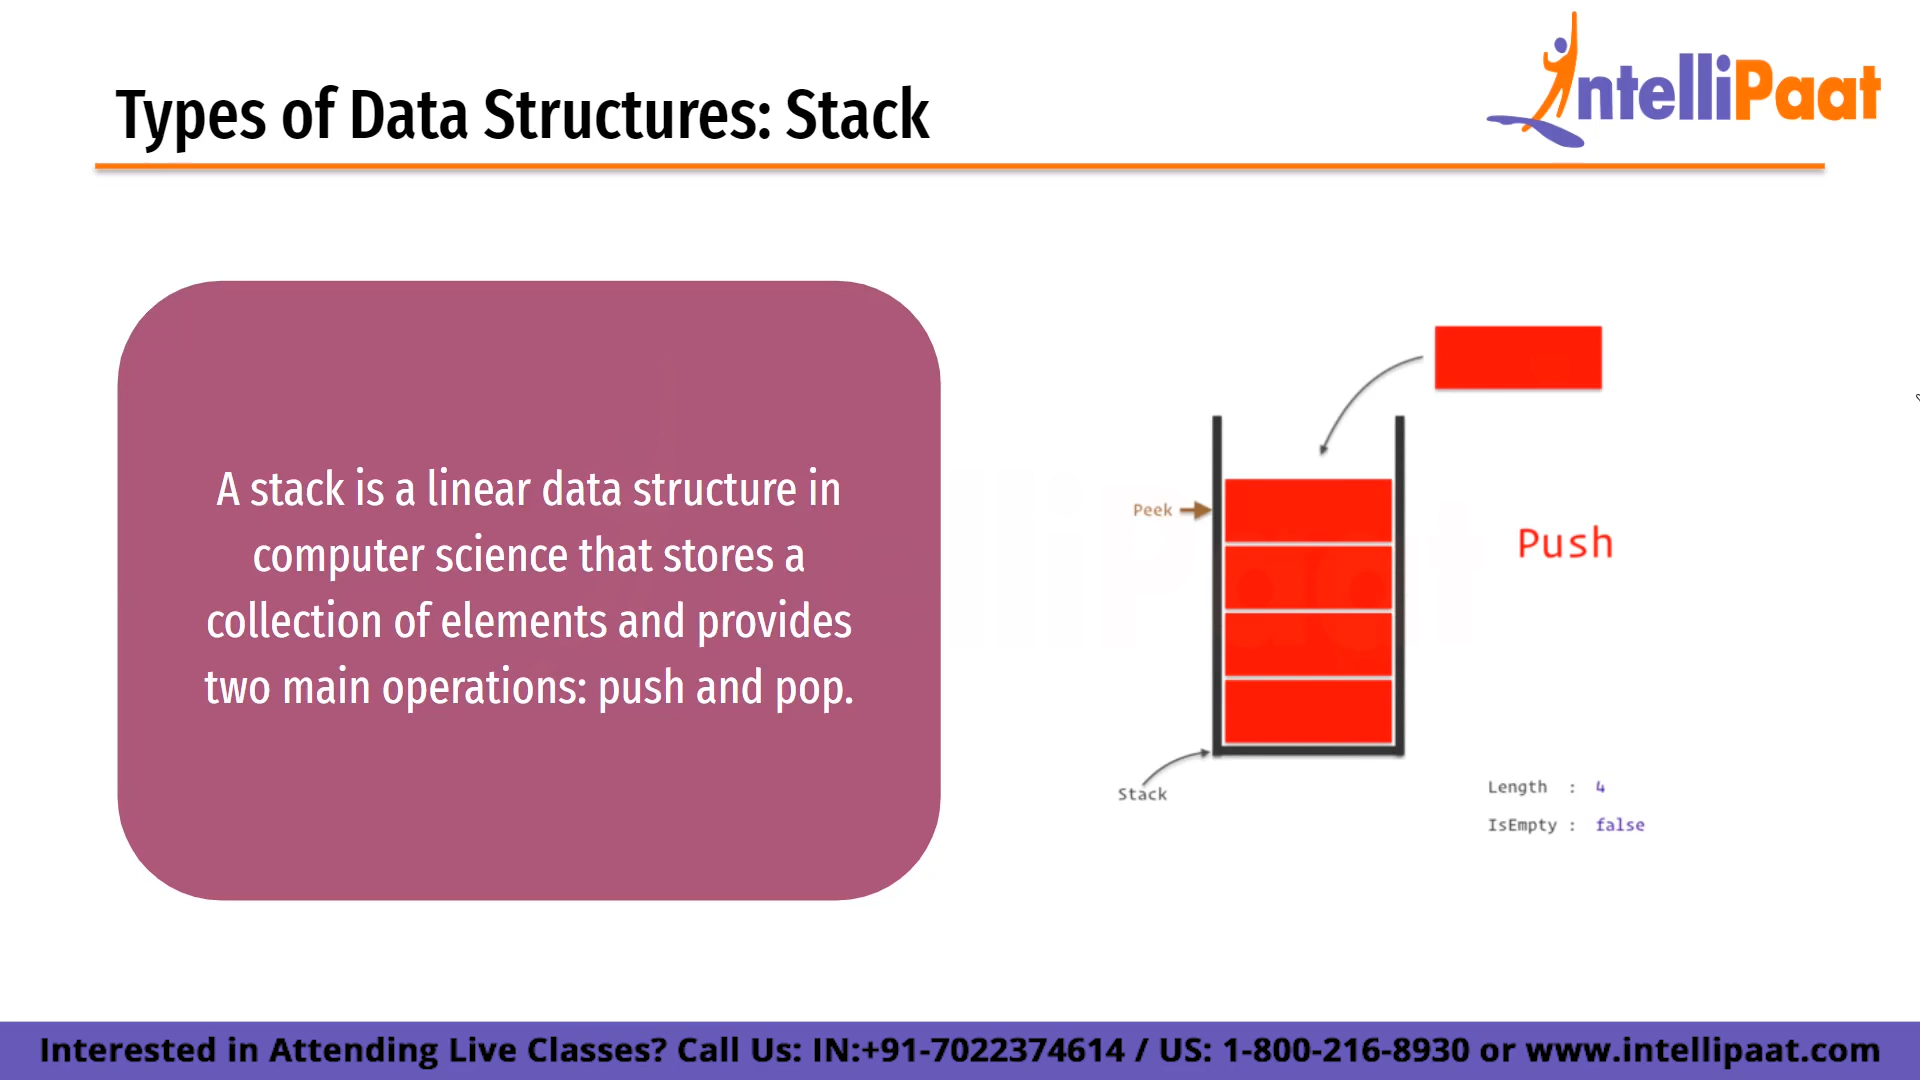 Types of Data Structures: Stack
IntelliPaat
A stack is a linear data structure in
computer science that stores a
collection of elements and provides
two main operations: push and pop.
Peek
Push
Stack
Length : 4
IsEmpty : false
Interested in Attending Live Classes? Call Us: IN:+91-7022374614 / US: 1-800-216-8930 or www.intellipaat.com